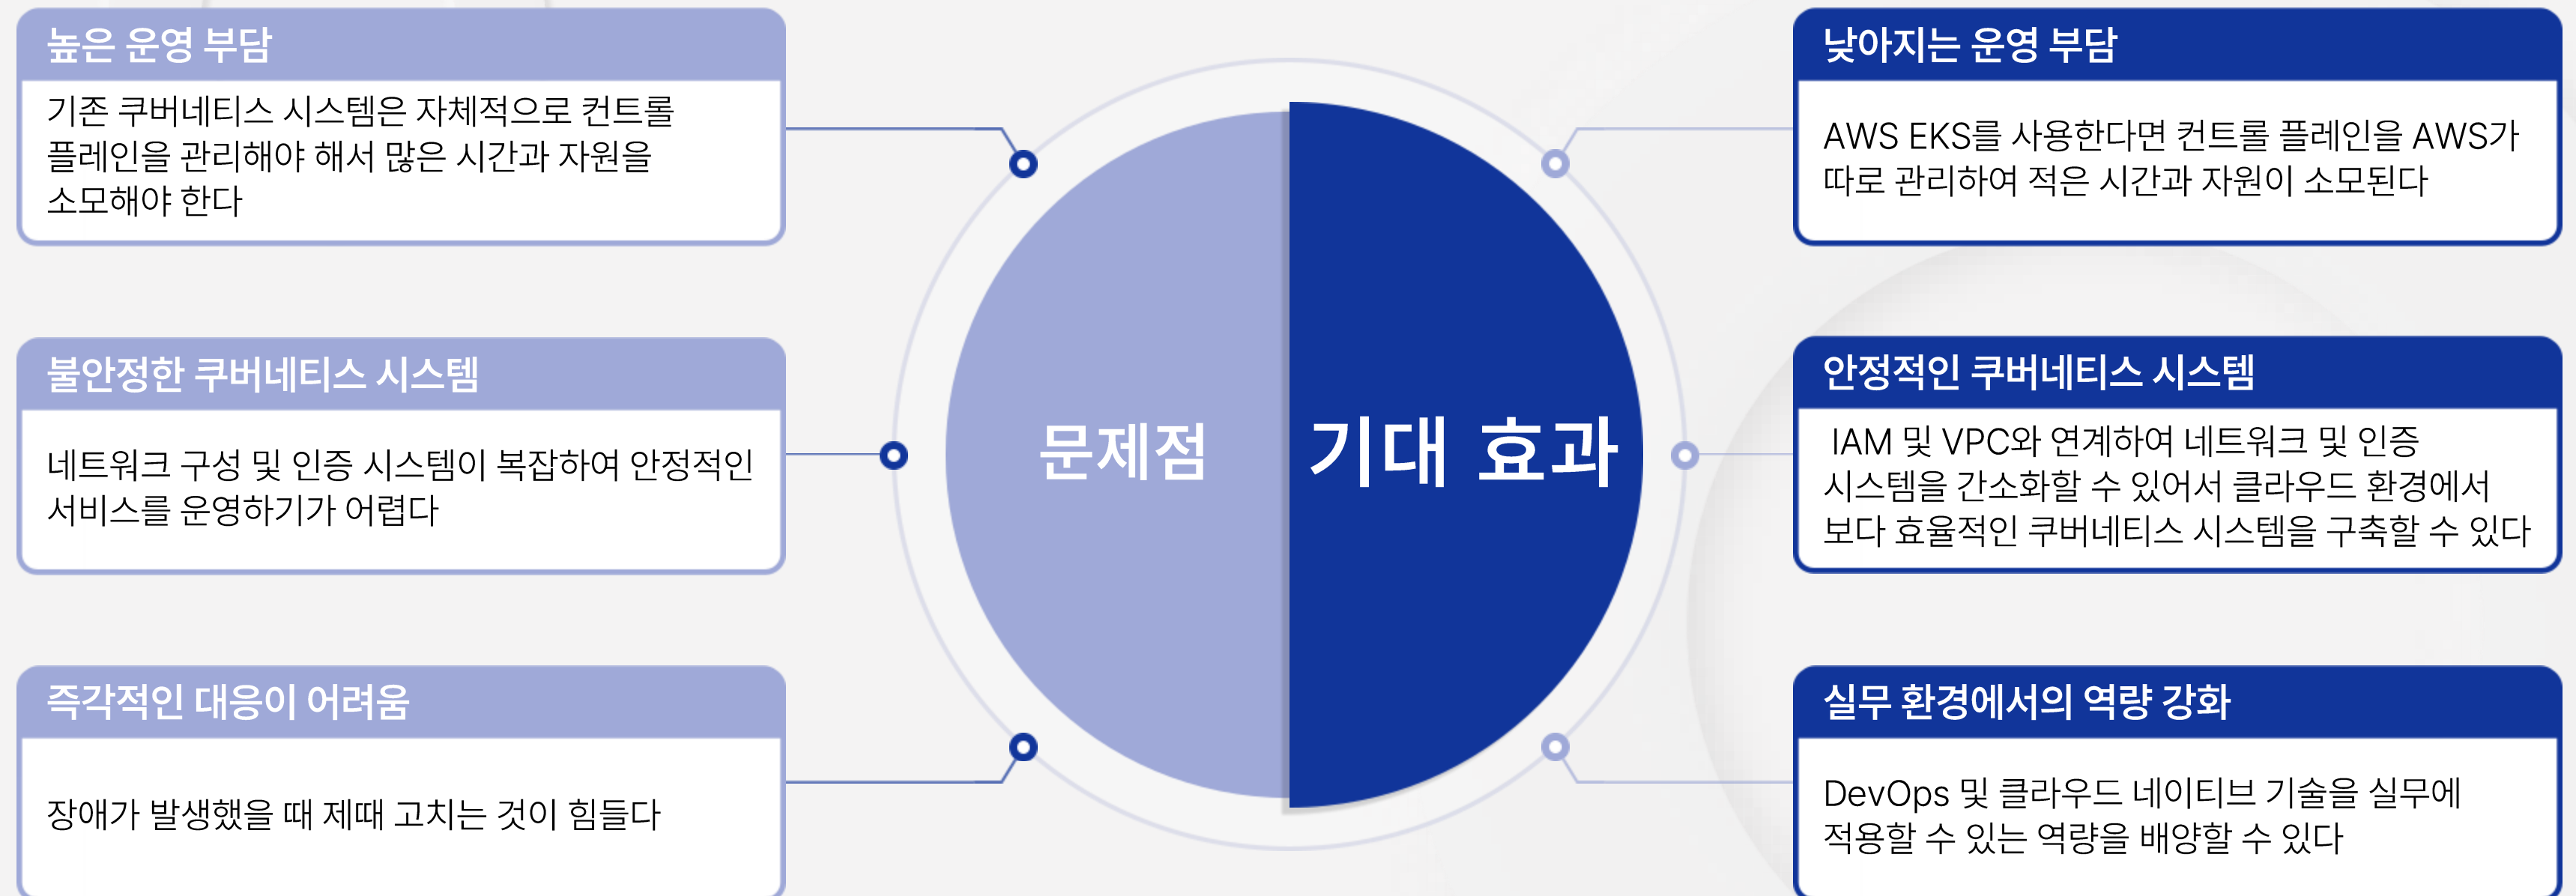 높은 운영 부담
기존 쿠버네티스 시스템은 자체적으로 컨트롤
플레인을 관리해야 해서 많은 시간과 자원을
소모해야 한다
불안정한 쿠버네티스 시스템
네트워크 구성 및 인증 시스템이 복잡하여 안정적인
서비스를 운영하기가 어렵다
즉각적인 대응이 어려움
장애가 발생했을 때 제때 고치는 것이 힘들다
문제점
기대 효과
낮아지는 운영 부담
AWS EKS를 사용한다면 컨트롤 플레인을 AWS가
따로 관리하여 적은 시간과 자원이 소모된다
안정적인 쿠버네티스 시스템
IAM 및 VPC와 연계하여 네트워크 및 인증
시스템을 간소화할 수 있어서 클라우드 환경에서
보다 효율적인 쿠버네티스 시스템을 구축할 수 있다
실무 환경에서의 역량 강화
DevOps 및 클라우드 네이티브 기술을 실무에
적용할 수 있는 역량을 배양할 수 있다